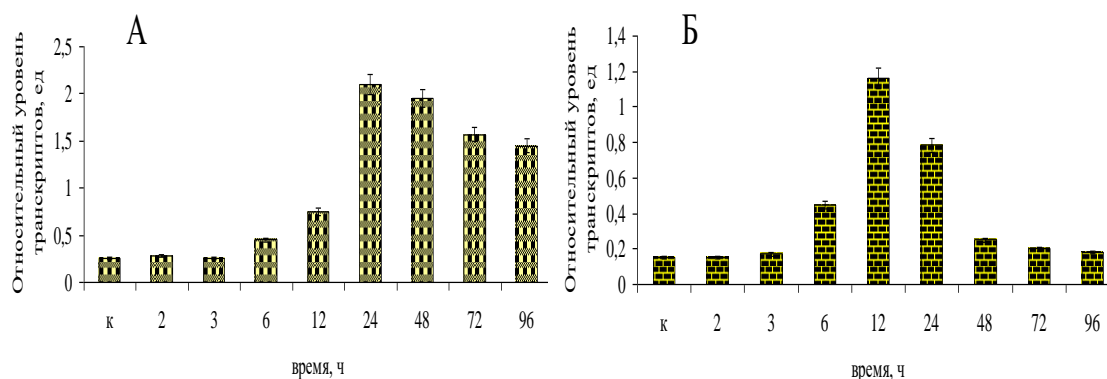 А
Относительный уровень
транскриптов, ед
2,5
2
1,5
1
0,5
0
к 2 3 6 12 24 48 72 96
время, ч
Б
Относительный уровень
транскриптов, ед
1,4
1,2
1
0,8
0,6
0,4
0,2
0
к 2 3 6 12 24 48 72 96
время, ч